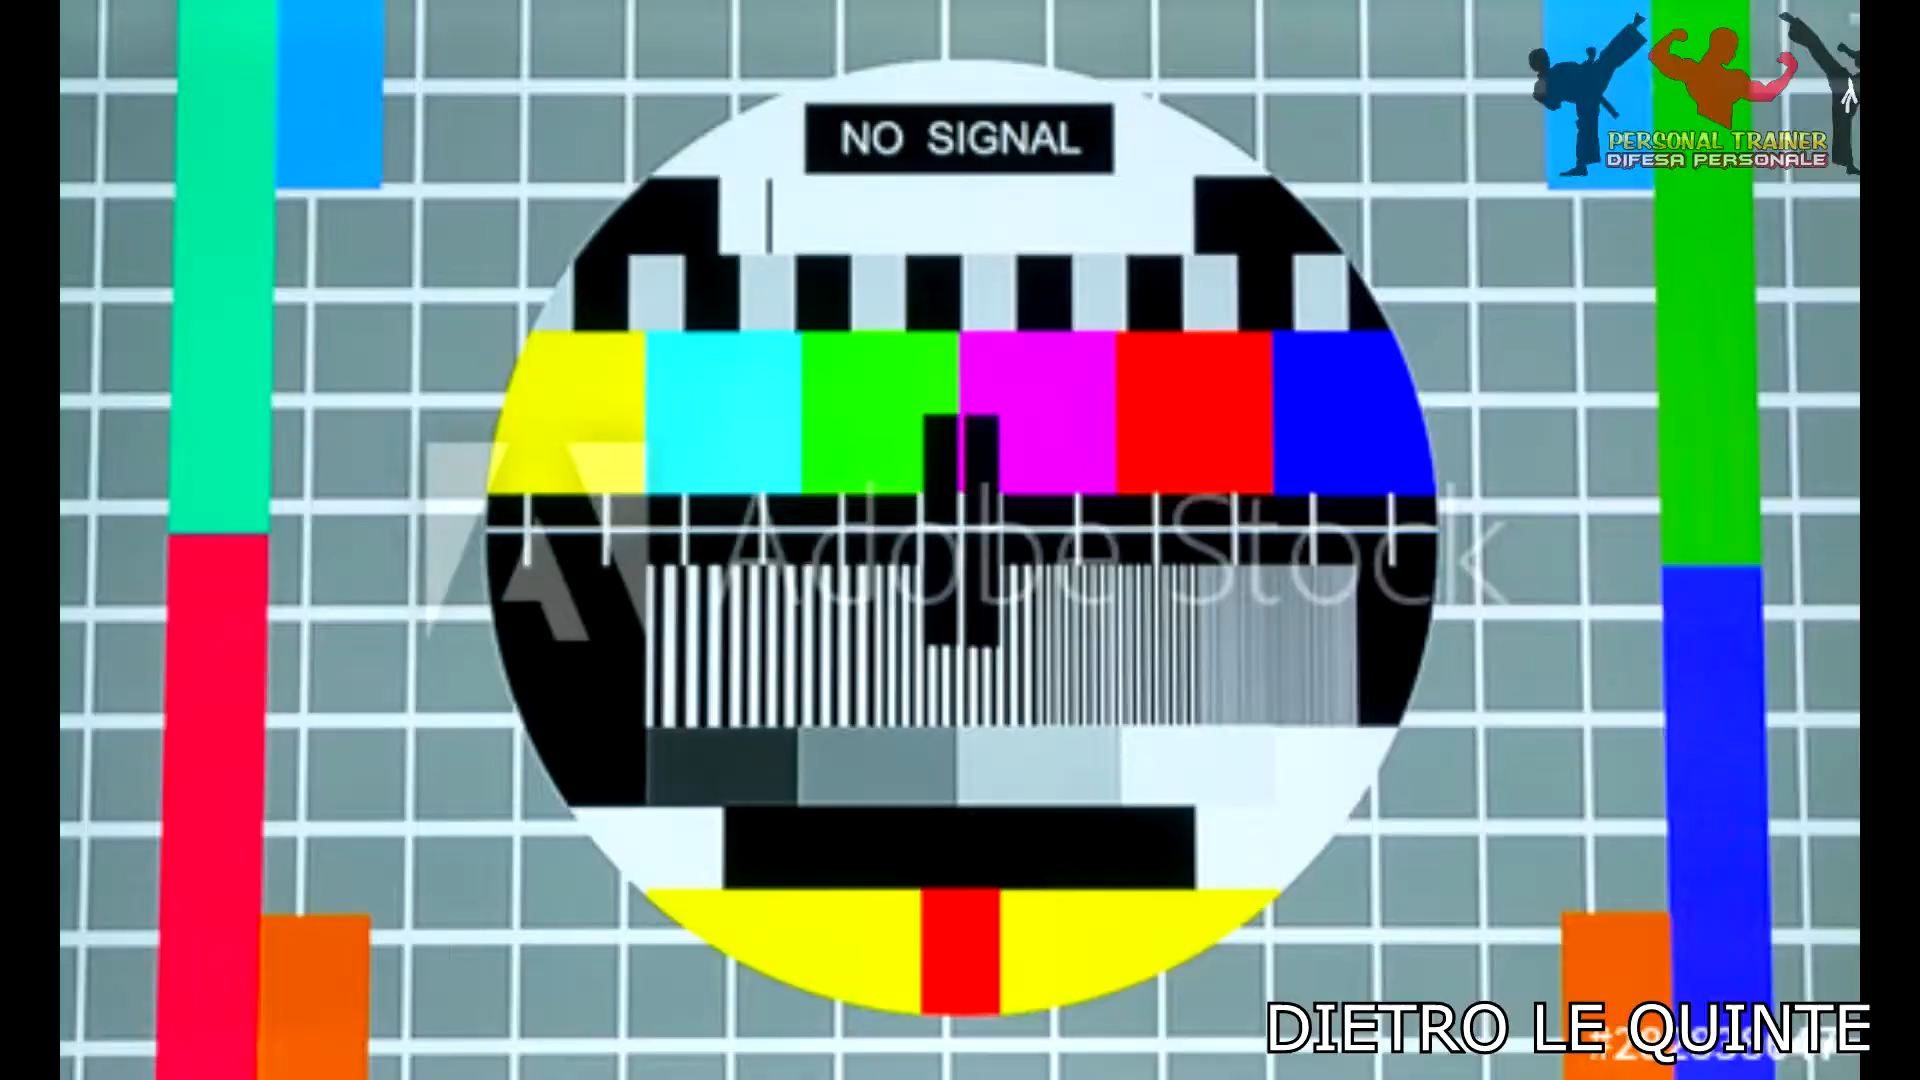 NO SIGNAL
PERSONAL TRAINER
DIFESA PERSONALE
Adobe Stock
DIETRO LE QUINTE